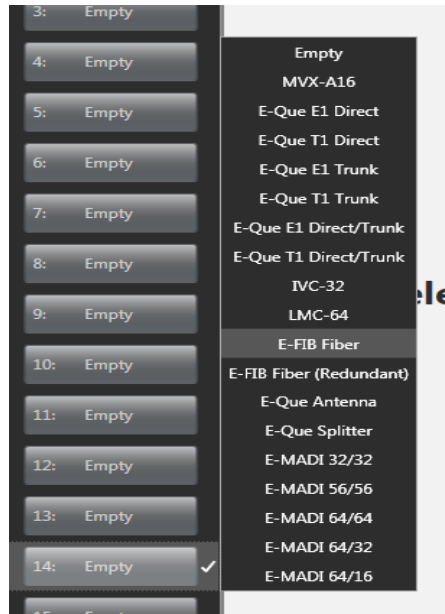 3: Empty
4: Empty
5: Empty
6: Empty
7: Empty
8: Empty
9: Empty
10: Empty
11: Empty
12: Empty
13: Empty
14: Empty
Empty
MVX-A16
E-Que E1 Direct
E-Que T1 Direct
E-Que E1 Trunk
E-Que T1 Trunk
E-Que E1 Direct/Trunk
E-Que T1 Direct/Trunk
IVC-32
LMC-64
E-FIB Fiber
E-FIB Fiber (Redundant)
E-Que Antenna
E-Que Splitter
E-MADI 32/32
E-MADI 56/56
E-MADI 64/64
E-MADI 64/32
E-MADI 64/16
ele